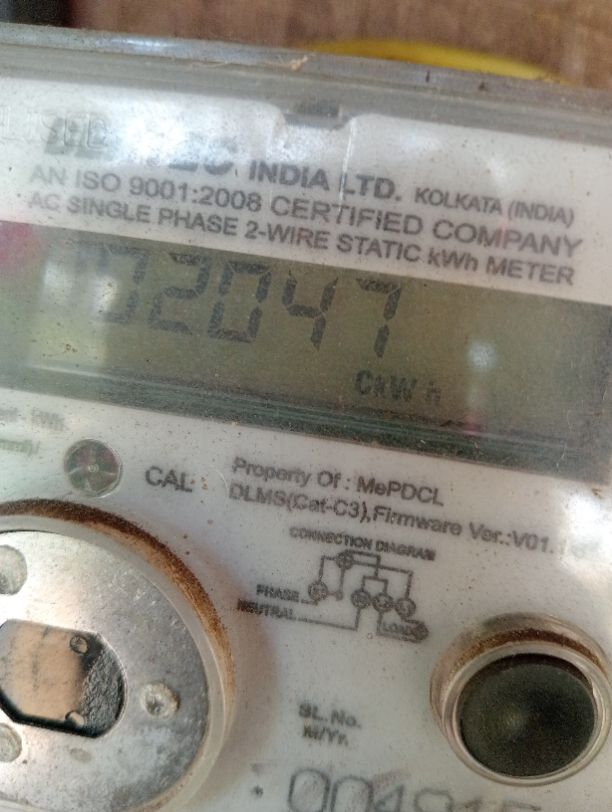 INDIA LTD. KOLKATA (INDIA)
AN ISO 9001:2008 CERTIFIED COMPANY
AC SINGLE PHASE 2-WIRE STATIC kWh METER
02047
CkWh
CAL
Property Of : MePDCL
DLMS(Cat-C3),Firmware Ver.:V01.
CONNECTION DIAGRAM
PHASE
NEUTRAL
LOAD
SL. No.
M/Yr.